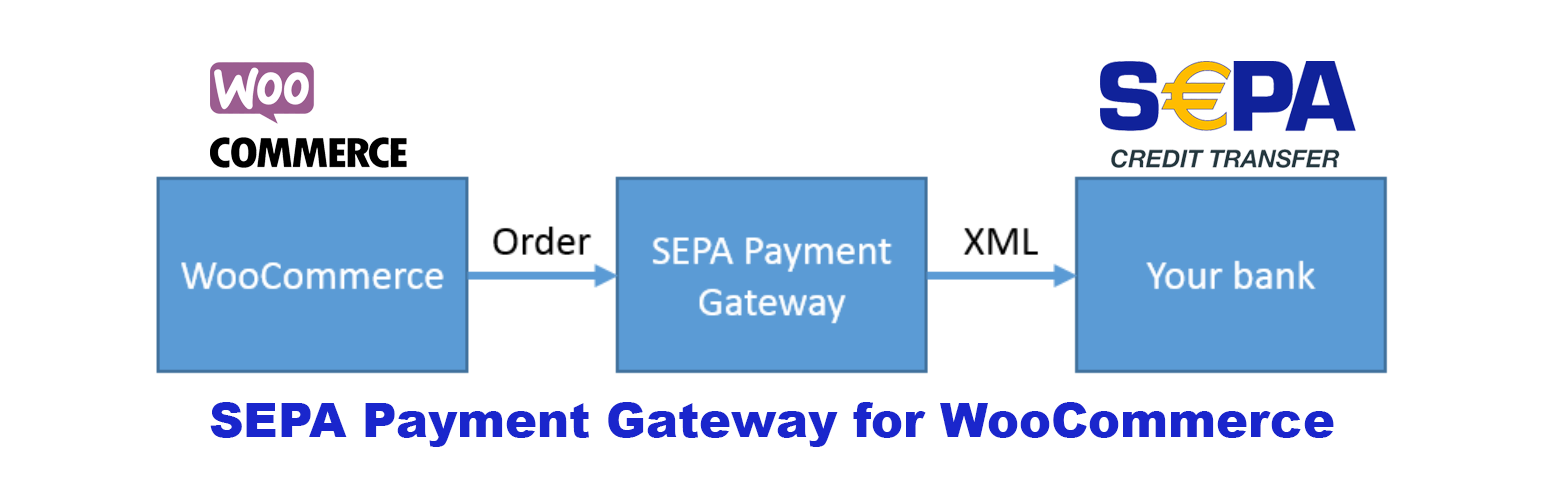 WOO
COMMERCE
S€PA
CREDIT TRANSFER
WooCommerce
Order
SEPA Payment
Gateway
XML
Your bank
SEPA Payment Gateway for WooCommerce